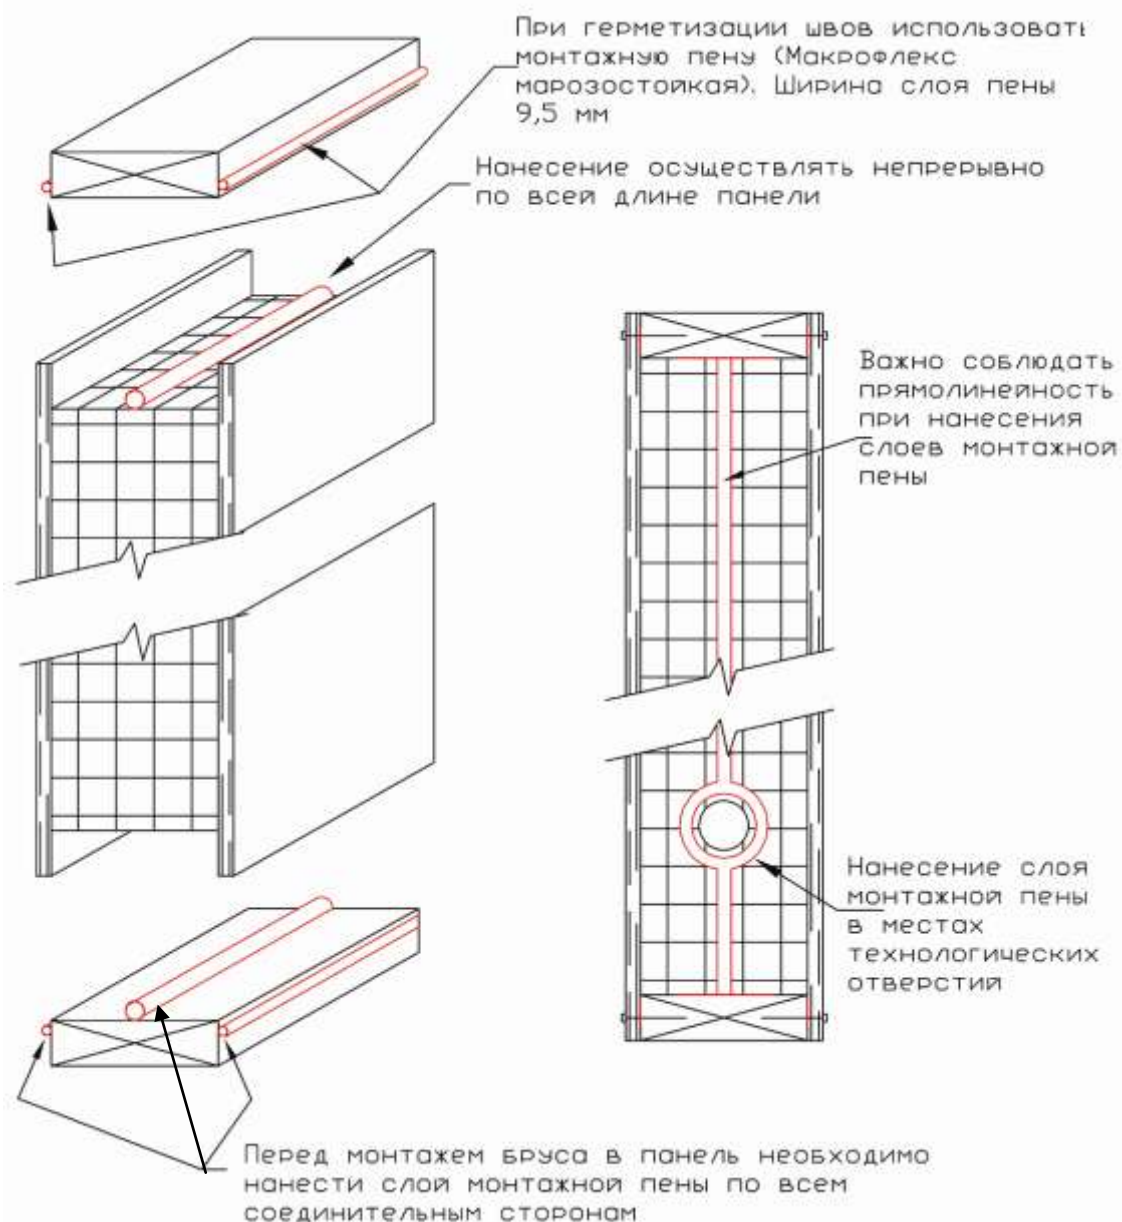 При герметизации швов использовать
монтажную пену (Макрофлекс
марозостойкая). Ширина слоя пены
9,5 мм
Нанесение осуществлять непрерывно
по всей длине панели
Важно соблюдать
прямолинейность
при нанесения
слоев монтажной
пены
Нанесение слоя
монтажной пены
в местах
технологических
отверстий
Перед монтажем бруса в панель необходимо
нанести слой монтажной пены по всем
соединительным сторонам